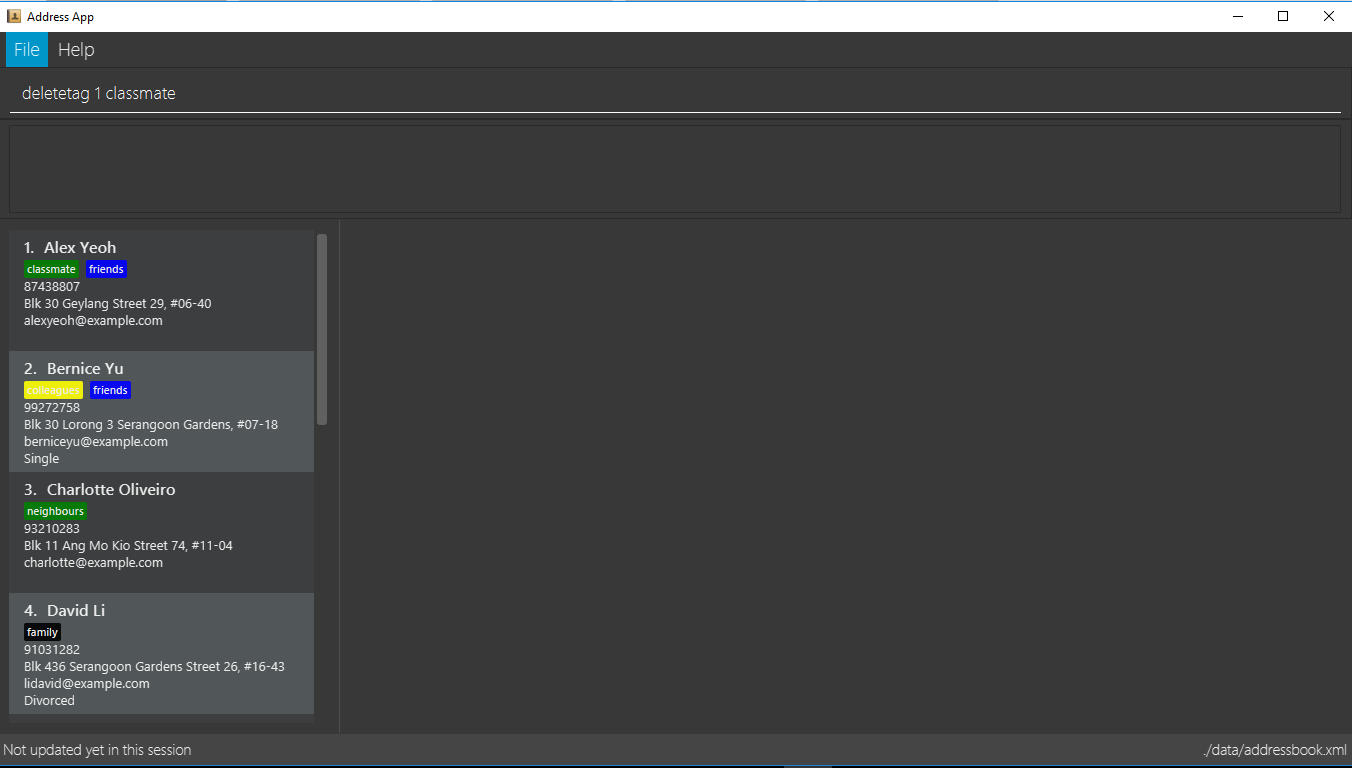 Address App
File Help
deletetag 1 classmate
1. Alex Yeoh
classmate friends
87438807
Blk 30 Geylang Street 29, #06-40
alexyeoh@example.com
2. Bernice Yu
colleagues friends
99272758
Blk 30 Lorong 3 Serangoon Gardens, #07-18
berniceyu@example.com
Single
3. Charlotte Oliveiro
neighbours
93210283
Blk 11 Ang Mo Kio Street 74, #11-04
charlotte@example.com
4. David Li
family
91031282
Blk 436 Serangoon Gardens Street 26, #16-43
lidavid@example.com
Divorced
Not updated yet in this session
./data/addressbook.xml